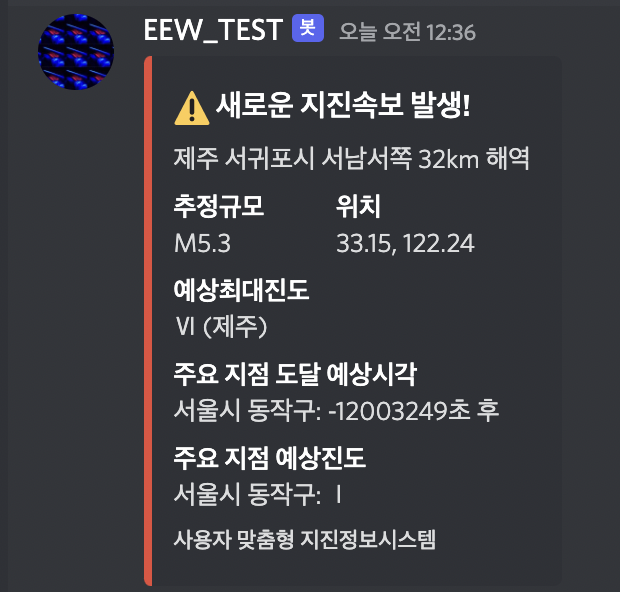 EEW_TEST 봇 오늘 오전 12:36
⚠️ 새로운 지진속보 발생!
제주 서귀포시 서남서쪽 32km 해역
추정규모 위치
M5.3 33.15, 122.24
예상최대진도
Ⅵ (제주)
주요 지점 도달 예상시각
서울시 동작구: -12003249초 후
주요 지점 예상진도
서울시 동작구: Ⅰ
사용자 맞춤형 지진정보시스템